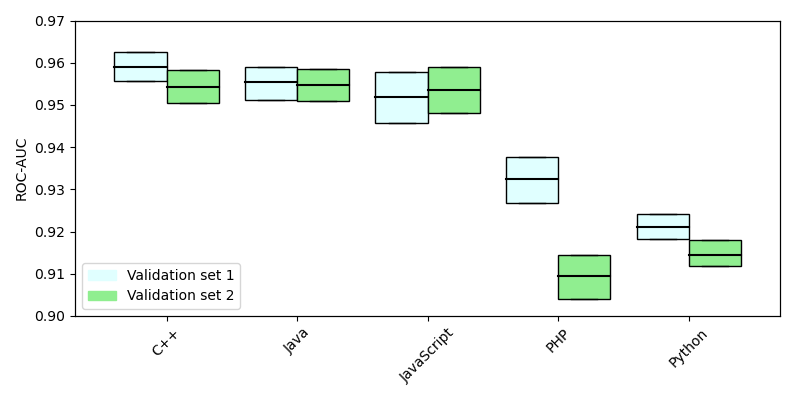 0.97
0.96
0.95
0.94
0.93
0.92
0.91
0.90
ROC-AUC
Validation set 1
Validation set 2
C++
Java
JavaScript
PHP
Python